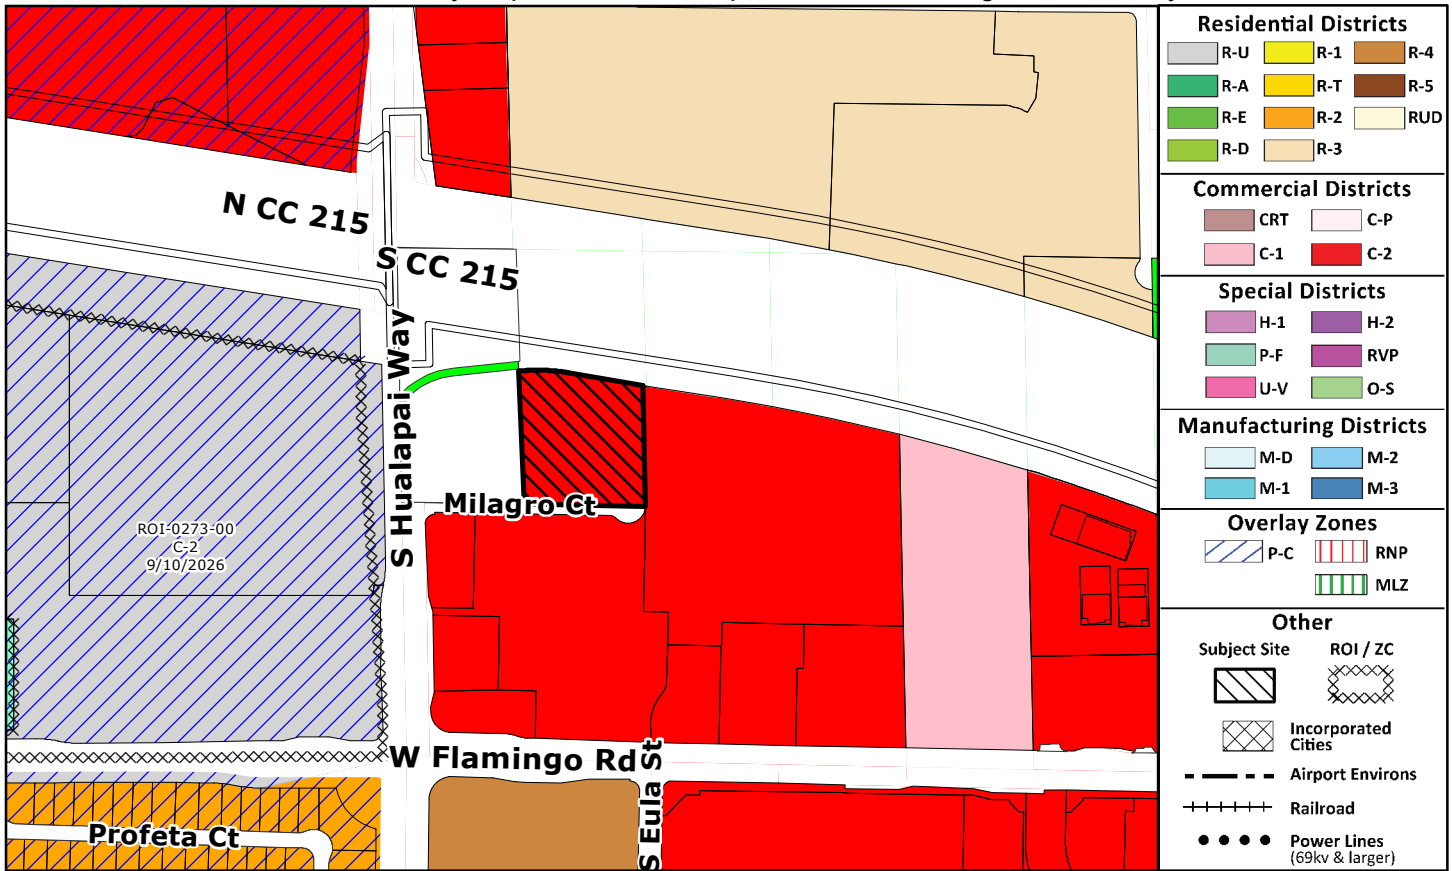 N CC 215
S CC 215
S Hualapai Way
Milagro Ct
ROI-0273-00
C-2
9/10/2026
W Flamingo Rd
S Eula St
Profeta Ct
Residential Districts
R-U R-1 R-4
R-A R-T R-5
R-E R-2 RUD
R-D R-3
Commercial Districts
CRT C-P
C-1 C-2
Special Districts
H-1 H-2
P-F RVP
U-V O-S
Manufacturing Districts
M-D M-2
M-1 M-3
Overlay Zones
P-C RNP
MLZ
Other
Subject Site ROI / ZC
Incorporated
Cities
Airport Environs
Railroad
Power Lines
(69kv & larger)